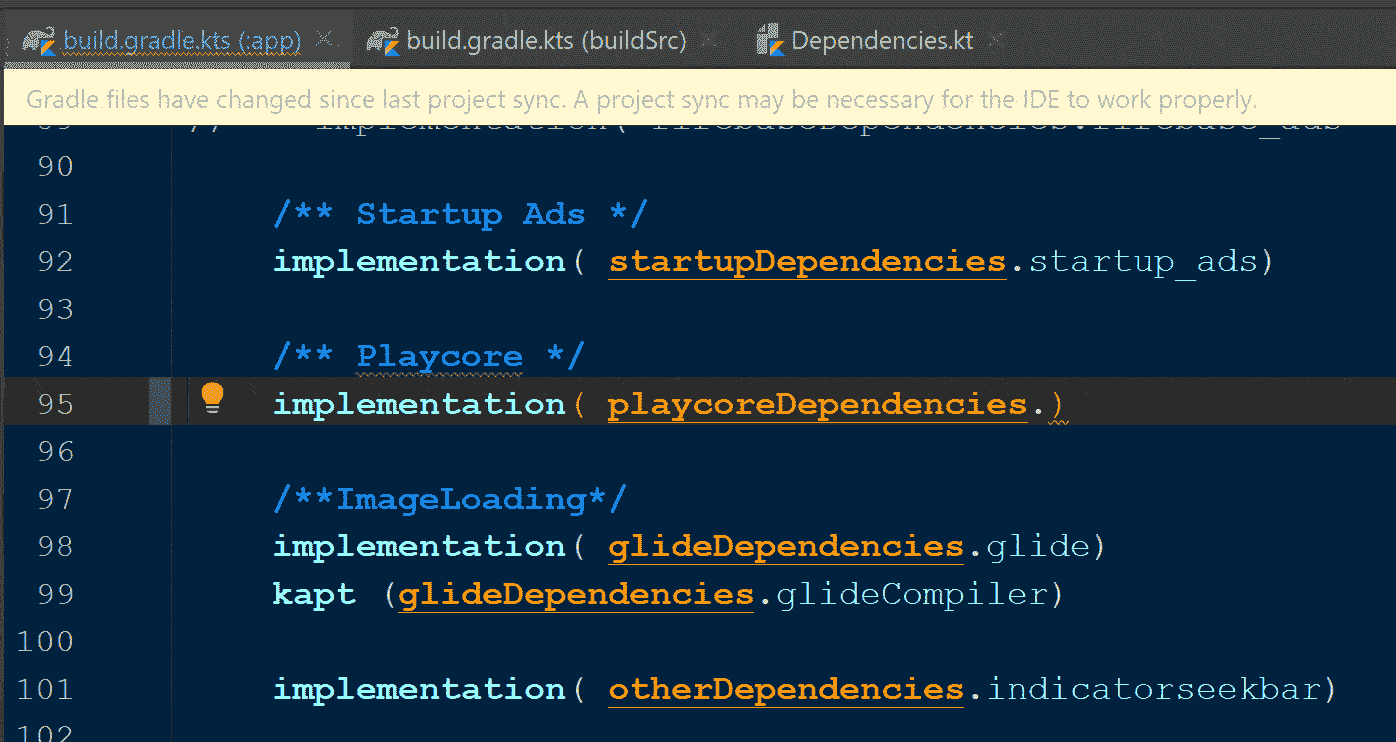 build.gradle.kts (:app) build.gradle.kts (buildSrc) Dependencies.kt
Gradle files have changed since last project sync. A project sync may be necessary for the IDE to work properly.
90
91 /** Startup Ads */
92 implementation( startupDependencies.startup_ads)
93
94 /** Playcore */
95 implementation( playcoreDependencies.)
96
97 /**ImageLoading*/
98 implementation( glideDependencies.glide)
99 kapt (glideDependencies.glideCompiler)
100
101 implementation( otherDependencies.indicatorseekbar)
102